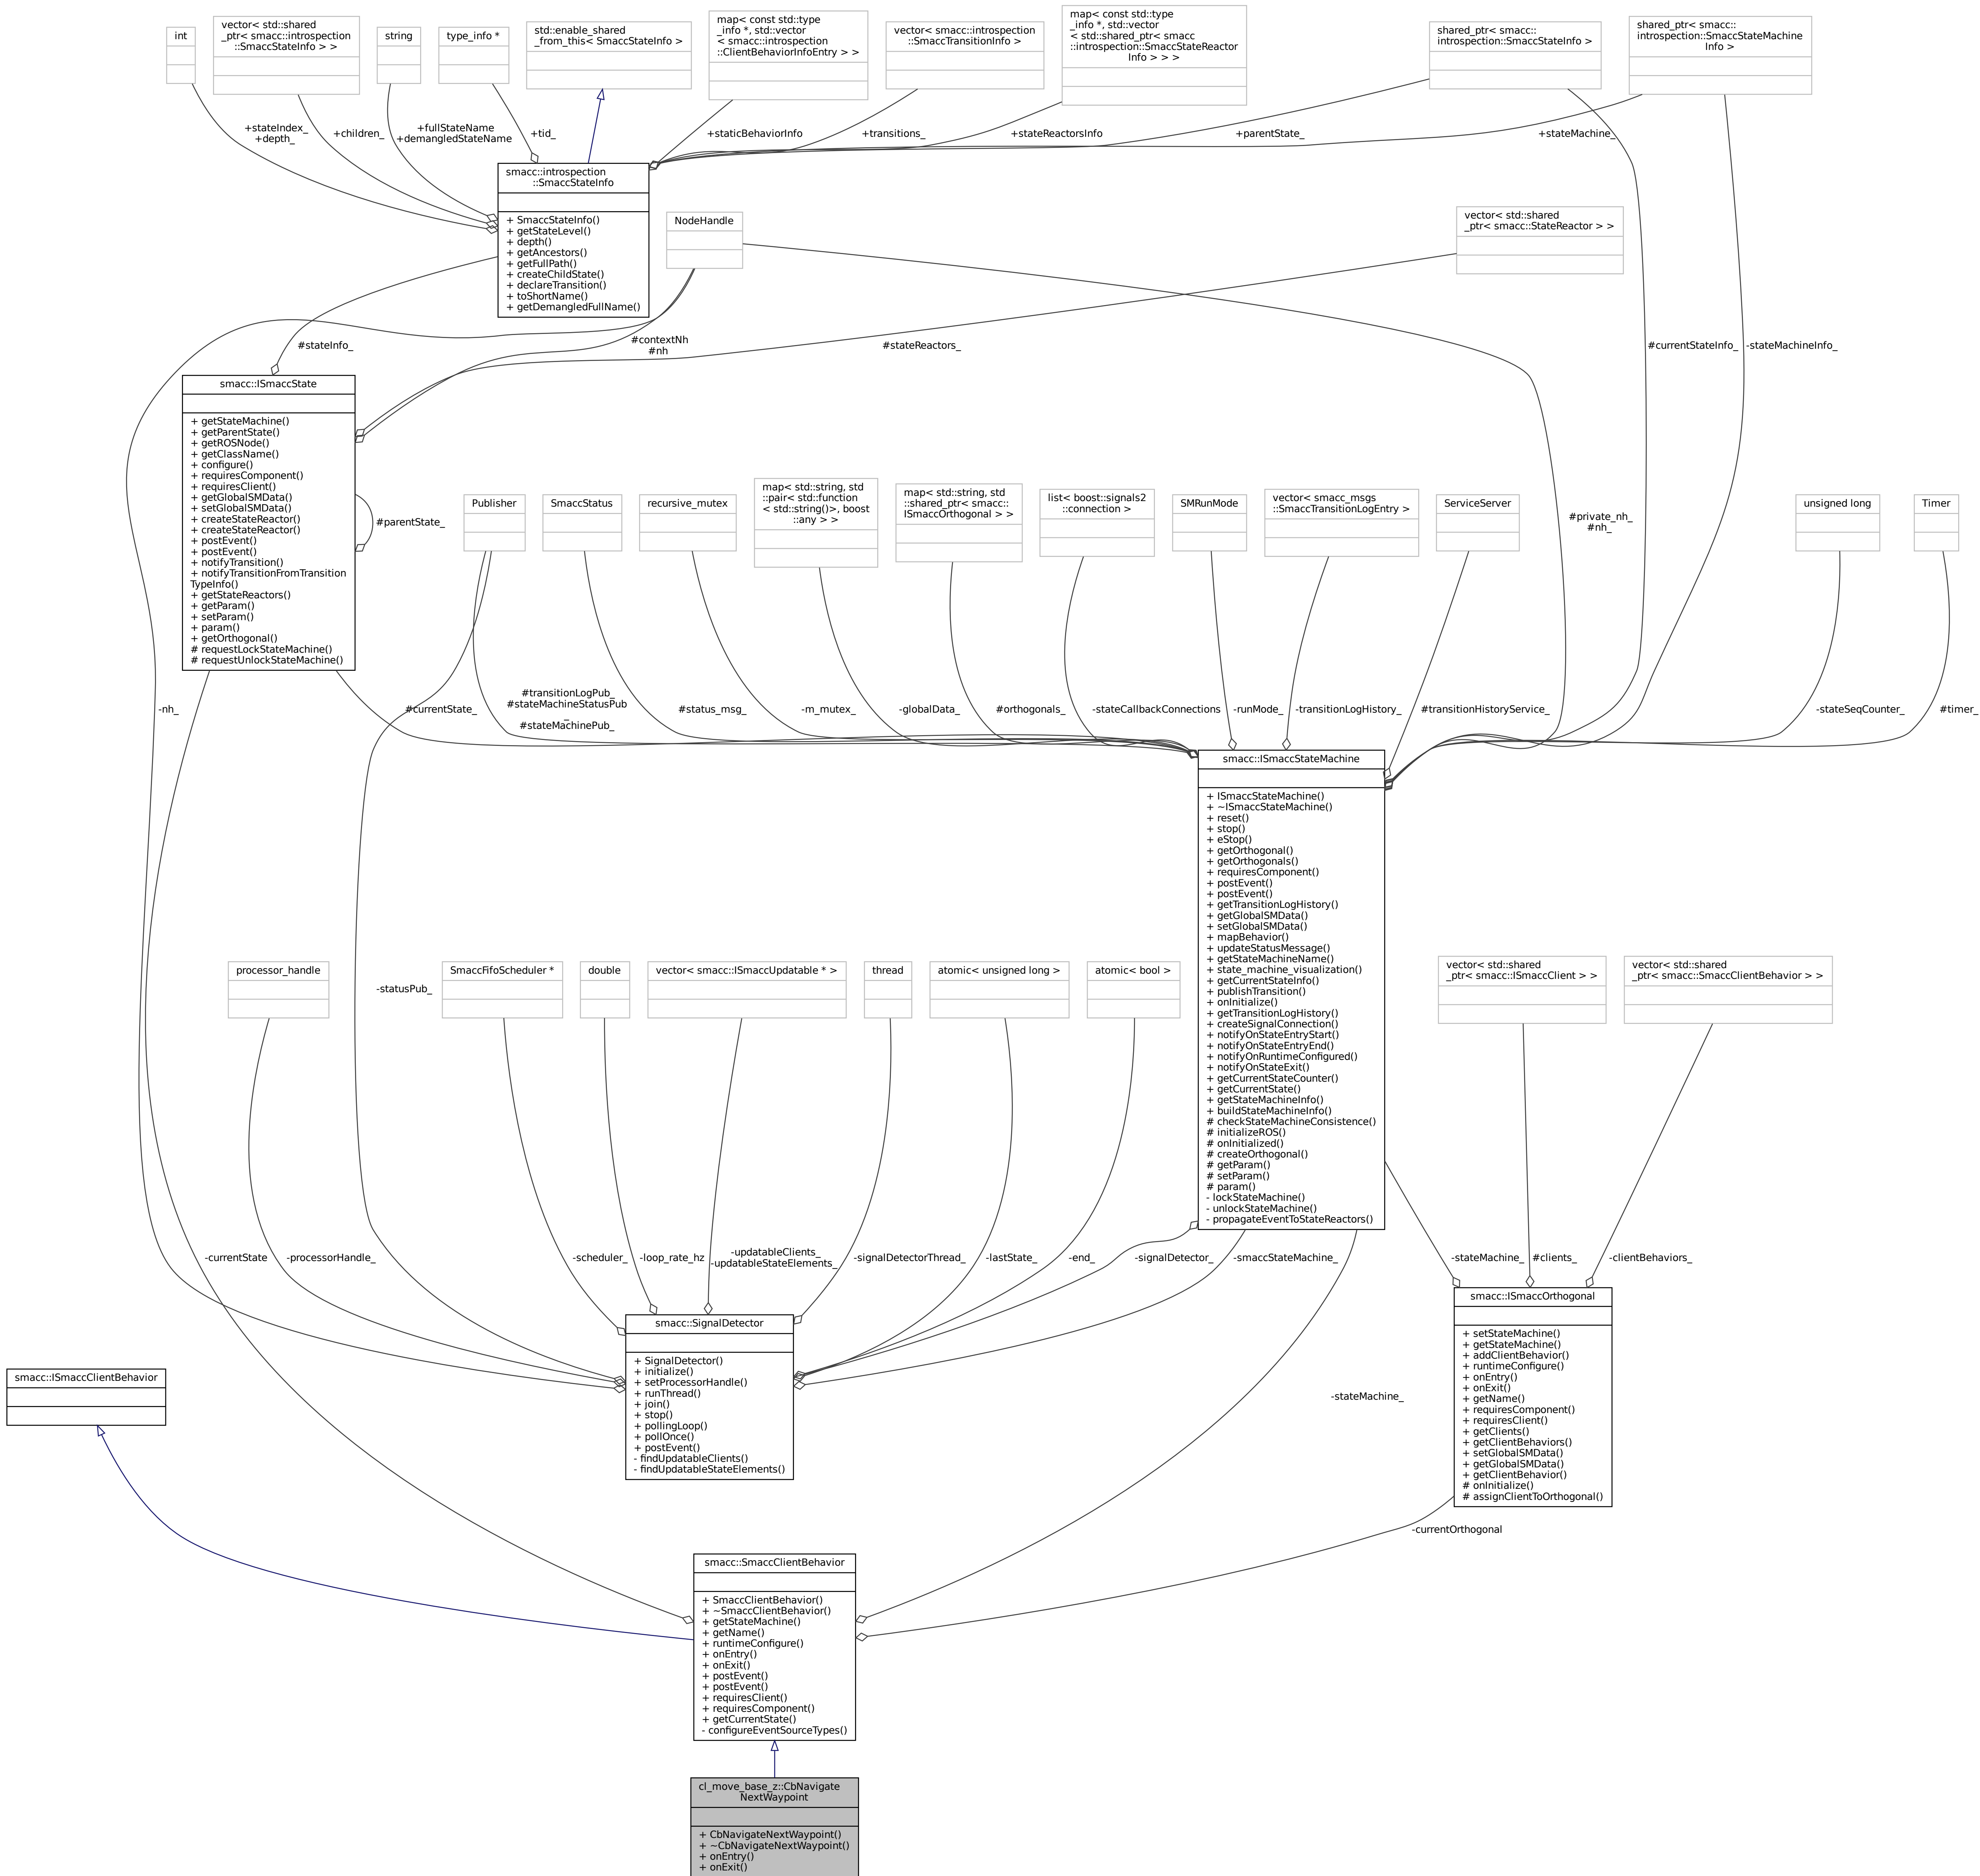 int
vector< std::shared
_ptr< smacc::introspection
::SmaccStateInfo > >
string
type_info *
std::enable_shared
_from_this< SmaccStateInfo >
map< const std::type
_info *, std::vector
< smacc::introspection
::ClientBehaviorInfoEntry > >
vector< smacc::introspection
::SmaccTransitionInfo >
map< const std::type
_info *, std::vector
< std::shared_ptr< smacc
::introspection::SmaccStateReactor
Info > > >
shared_ptr< smacc::
introspection::SmaccStateInfo >
shared_ptr< smacc::
introspection::SmaccStateMachine
Info >
+stateIndex_
+depth_
+children_
+fullStateName
+demangledStateName
+tid_
+staticBehaviorInfo
+transitions_
+stateReactorsInfo
+parentState_
+stateMachine_
smacc::introspection
::SmaccStateInfo
+ SmaccStateInfo()
+ getStateLevel()
+ depth()
+ getAncestors()
+ getFullPath()
+ createChildState()
+ declareTransition()
+ toShortName()
+ getDemangledFullName()
NodeHandle
vector< std::shared
_ptr< smacc::StateReactor > >
#stateInfo_
#contextNh
#nh
#stateReactors_
#currentStateInfo_
-stateMachineInfo_
smacc::ISmaccState
+ getStateMachine()
+ getParentState()
+ getROSNode()
+ getClassName()
+ configure()
+ requiresComponent()
+ requiresClient()
+ getGlobalSMData()
+ setGlobalSMData()
+ createStateReactor()
+ createStateReactor()
+ postEvent()
+ postEvent()
+ notifyTransition()
+ notifyTransitionFromTransition
TypeInfo()
+ getStateReactors()
+ getParam()
+ setParam()
+ param()
+ getOrthogonal()
# requestLockStateMachine()
# requestUnlockStateMachine()
#parentState_
Publisher
SmaccStatus
recursive_mutex
map< std::string, std
::pair< std::function
< std::string()>, boost
::any > >
map< std::string, std
::shared_ptr< smacc::
ISmaccOrthogonal > >
list< boost::signals2
::connection >
SMRunMode
vector< smacc_msgs
::SmaccTransitionLogEntry >
ServiceServer
#private_nh_
#nh_
unsigned long
Timer
-nh_
#currentState_
#transitionLogPub_
#stateMachineStatusPub
_
#stateMachinePub_
#status_msg_
-m_mutex_
-globalData_
#orthogonals_
-stateCallbackConnections
-runMode_
-transitionLogHistory_
#transitionHistoryService_
-stateSeqCounter_
#timer_
smacc::ISmaccStateMachine
+ ISmaccStateMachine()
+ ~ISmaccStateMachine()
+ reset()
+ stop()
+ eStop()
+ getOrthogonal()
+ getOrthogonals()
+ requiresComponent()
+ postEvent()
+ postEvent()
+ getTransitionLogHistory()
+ getGlobalSMData()
+ setGlobalSMData()
+ mapBehavior()
+ updateStatusMessage()
+ getStateMachineName()
+ state_machine_visualization()
+ getCurrentStateInfo()
+ publishTransition()
+ onInitialize()
+ getTransitionLogHistory()
+ createSignalConnection()
+ notifyOnStateEntryStart()
+ notifyOnStateEntryEnd()
+ notifyOnRuntimeConfigured()
+ notifyOnStateExit()
+ getCurrentStateCounter()
+ getCurrentState()
+ getStateMachineInfo()
+ buildStateMachineInfo()
# checkStateMachineConsistence()
# initializeROS()
# onInitialized()
# createOrthogonal()
# getParam()
# setParam()
# param()
- lockStateMachine()
- unlockStateMachine()
- propagateEventToStateReactors()
processor_handle
-statusPub_
SmaccFifoScheduler *
double
vector< smacc::ISmaccUpdatable * >
thread
atomic< unsigned long >
atomic< bool >
vector< std::shared
_ptr< smacc::ISmaccClient > >
vector< std::shared
_ptr< smacc::SmaccClientBehavior > >
-currentState
-processorHandle_
-scheduler_
-loop_rate_hz
-updatableClients_
-updatableStateElements_
-signalDetectorThread_
-lastState_
-end_
-signalDetector_
-smaccStateMachine_
-stateMachine_
#clients_
-clientBehaviors_
smacc::SignalDetector
+ SignalDetector()
+ initialize()
+ setProcessorHandle()
+ runThread()
+ join()
+ stop()
+ pollingLoop()
+ pollOnce()
+ postEvent()
- findUpdatableClients()
- findUpdatableStateElements()
smacc::ISmaccOrthogonal
+ setStateMachine()
+ getStateMachine()
+ addClientBehavior()
+ runtimeConfigure()
+ onEntry()
+ onExit()
+ getName()
+ requiresComponent()
+ requiresClient()
+ getClients()
+ getClientBehaviors()
+ setGlobalSMData()
+ getGlobalSMData()
+ getClientBehavior()
# onInitialize()
# assignClientToOrthogonal()
smacc::ISmaccClientBehavior
-stateMachine_
-currentOrthogonal
smacc::SmaccClientBehavior
+ SmaccClientBehavior()
+ ~SmaccClientBehavior()
+ getStateMachine()
+ getName()
+ runtimeConfigure()
+ onEntry()
+ onExit()
+ postEvent()
+ postEvent()
+ requiresClient()
+ requiresComponent()
+ getCurrentState()
- configureEventSourceTypes()
cl_move_base_z::CbNavigate
NextWaypoint
+ CbNavigateNextWaypoint()
+ ~CbNavigateNextWaypoint()
+ onEntry()
+ onExit()